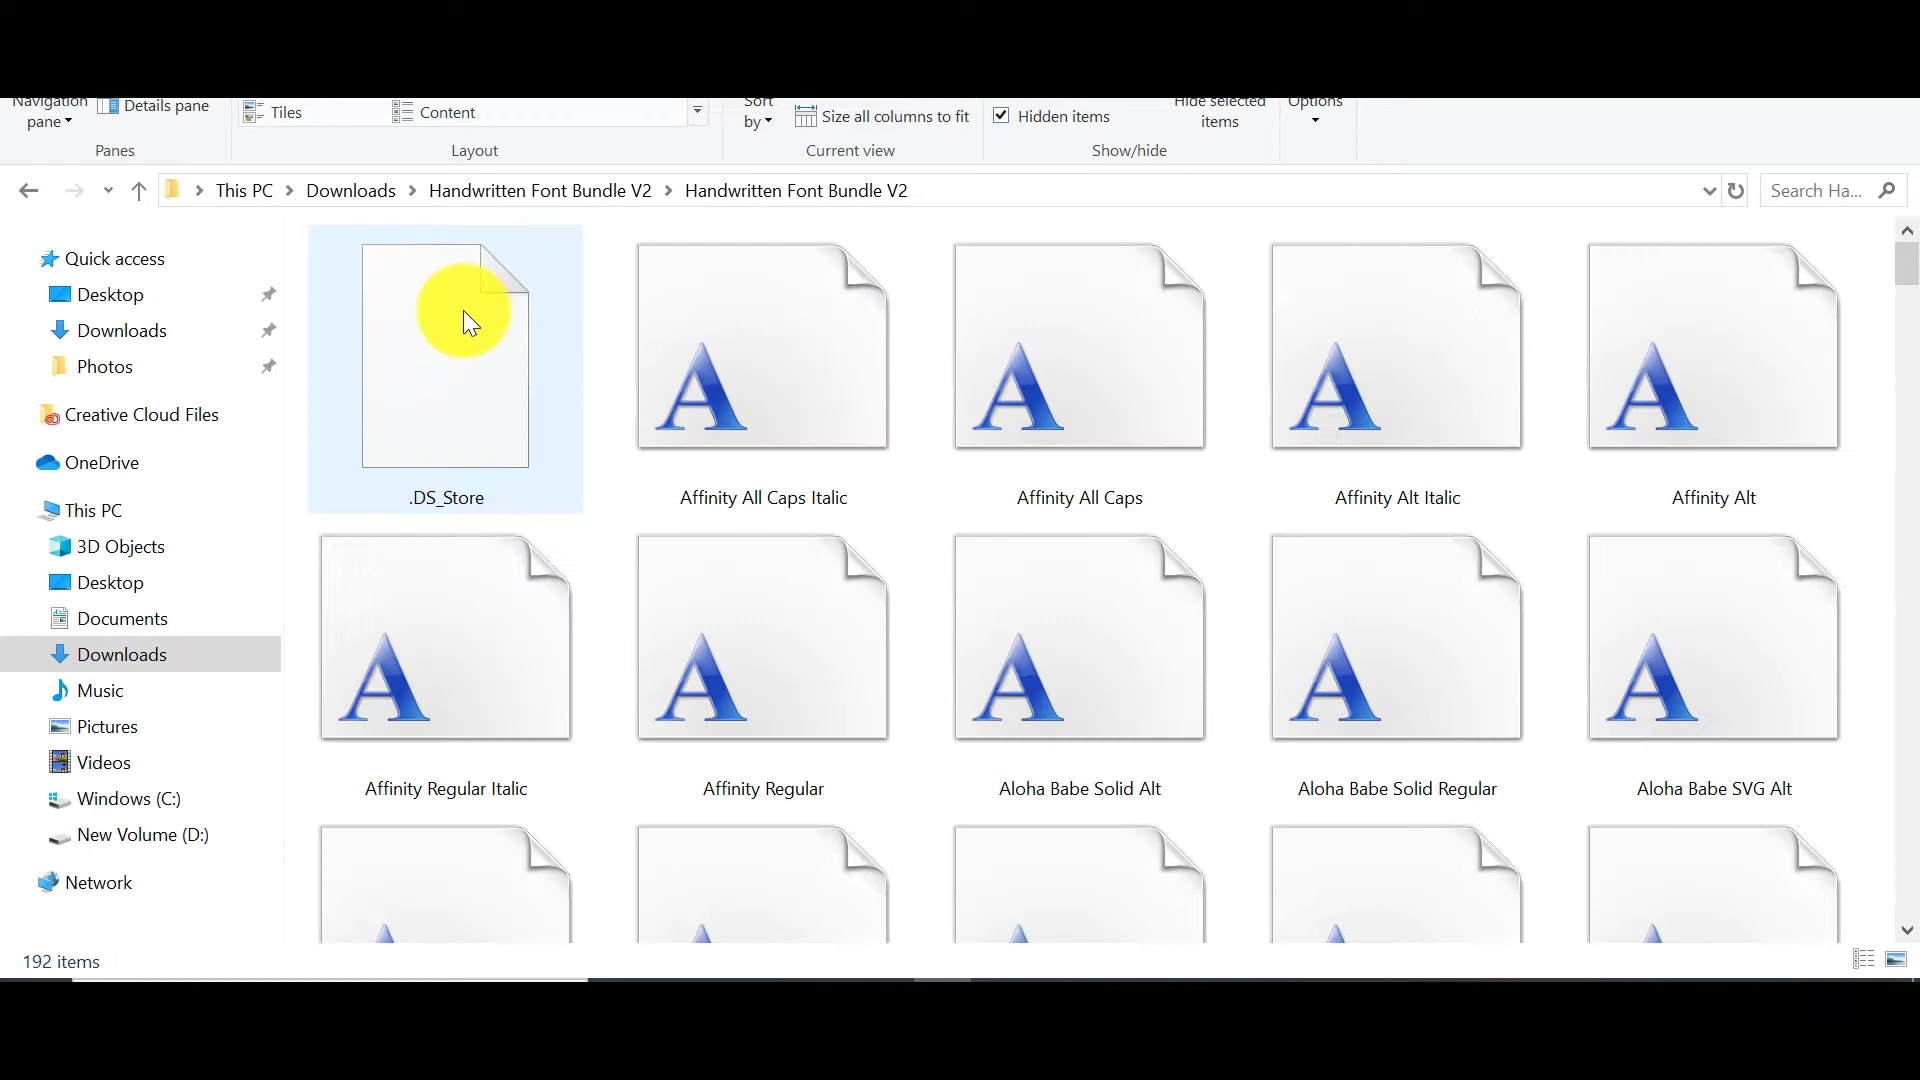 Navigation pane
Details pane
Tiles
Content
Sort by
Size all columns to fit
Hidden items
Hide selected items
Options
Panes
Layout
Current view
Show/hide
This PC
Downloads
Handwritten Font Bundle V2
Handwritten Font Bundle V2
Search Ha...
Quick access
Desktop
Downloads
Photos
Creative Cloud Files
OneDrive
This PC
3D Objects
Desktop
Documents
Downloads
Music
Pictures
Videos
Windows (C:)
New Volume (D:)
Network
.DS_Store
Affinity All Caps Italic
Affinity All Caps
Affinity Alt Italic
Affinity Alt
Affinity Regular Italic
Affinity Regular
Aloha Babe Solid Alt
Aloha Babe Solid Regular
Aloha Babe SVG Alt
192 items